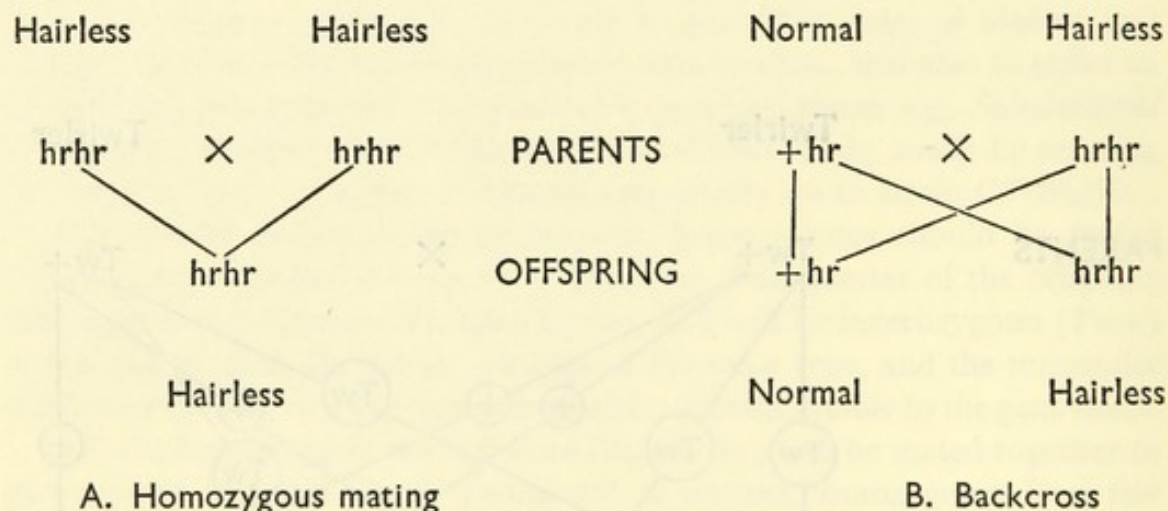 Hairless Hairless Normal Hairless
hrhr × hrhr PARENTS +hr × hrhr
hrhr OFFSPRING +hr hrhr
Hairless Normal Hairless
A. Homozygous mating B. Backcross